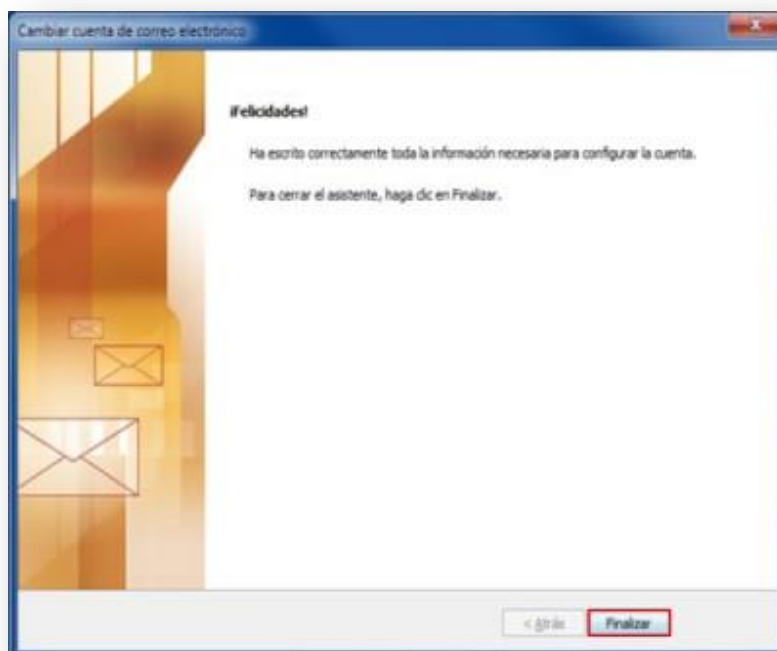 Cambiar cuenta de correo electrónico
¡Felicidades!
Ha escrito correctamente toda la información necesaria para configurar la cuenta.
Para cerrar el asistente, haga clic en Finalizar.
< Atrás
Finalizar